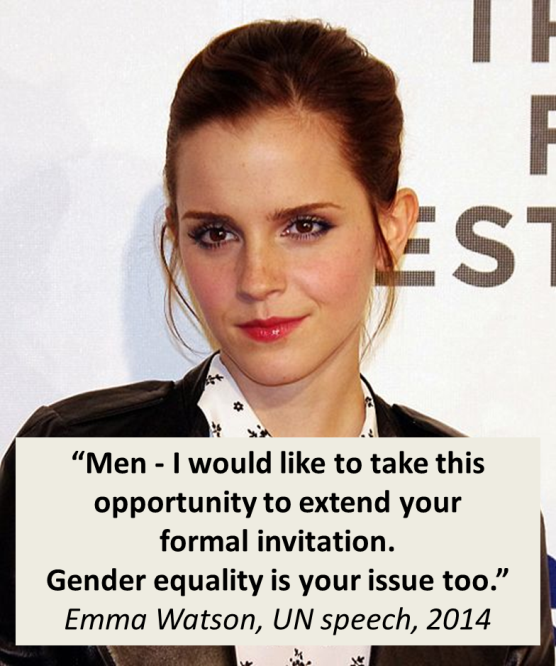 EST
“Men - I would like to take this
opportunity to extend your
formal invitation.
Gender equality is your issue too.”
Emma Watson, UN speech, 2014